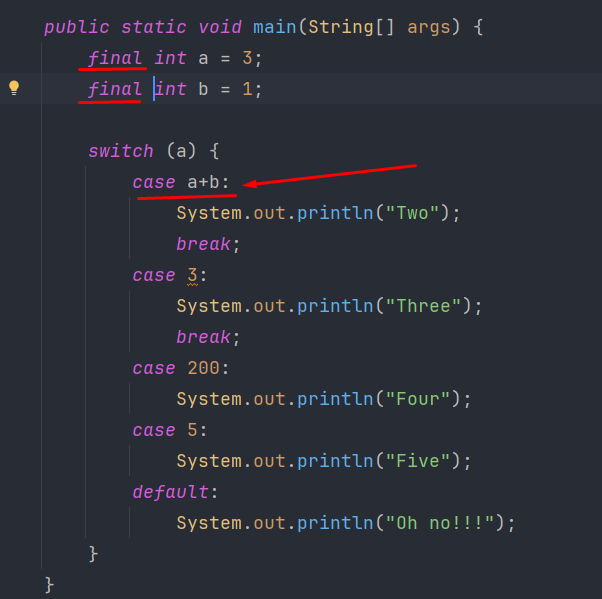 public static void main(String[] args) {
final int a = 3;
final int b = 1;
switch (a) {
case a+b:
System.out.println("Two");
break;
case 3:
System.out.println("Three");
break;
case 200:
System.out.println("Four");
case 5:
System.out.println("Five");
default:
System.out.println("Oh no!!!");
}
}